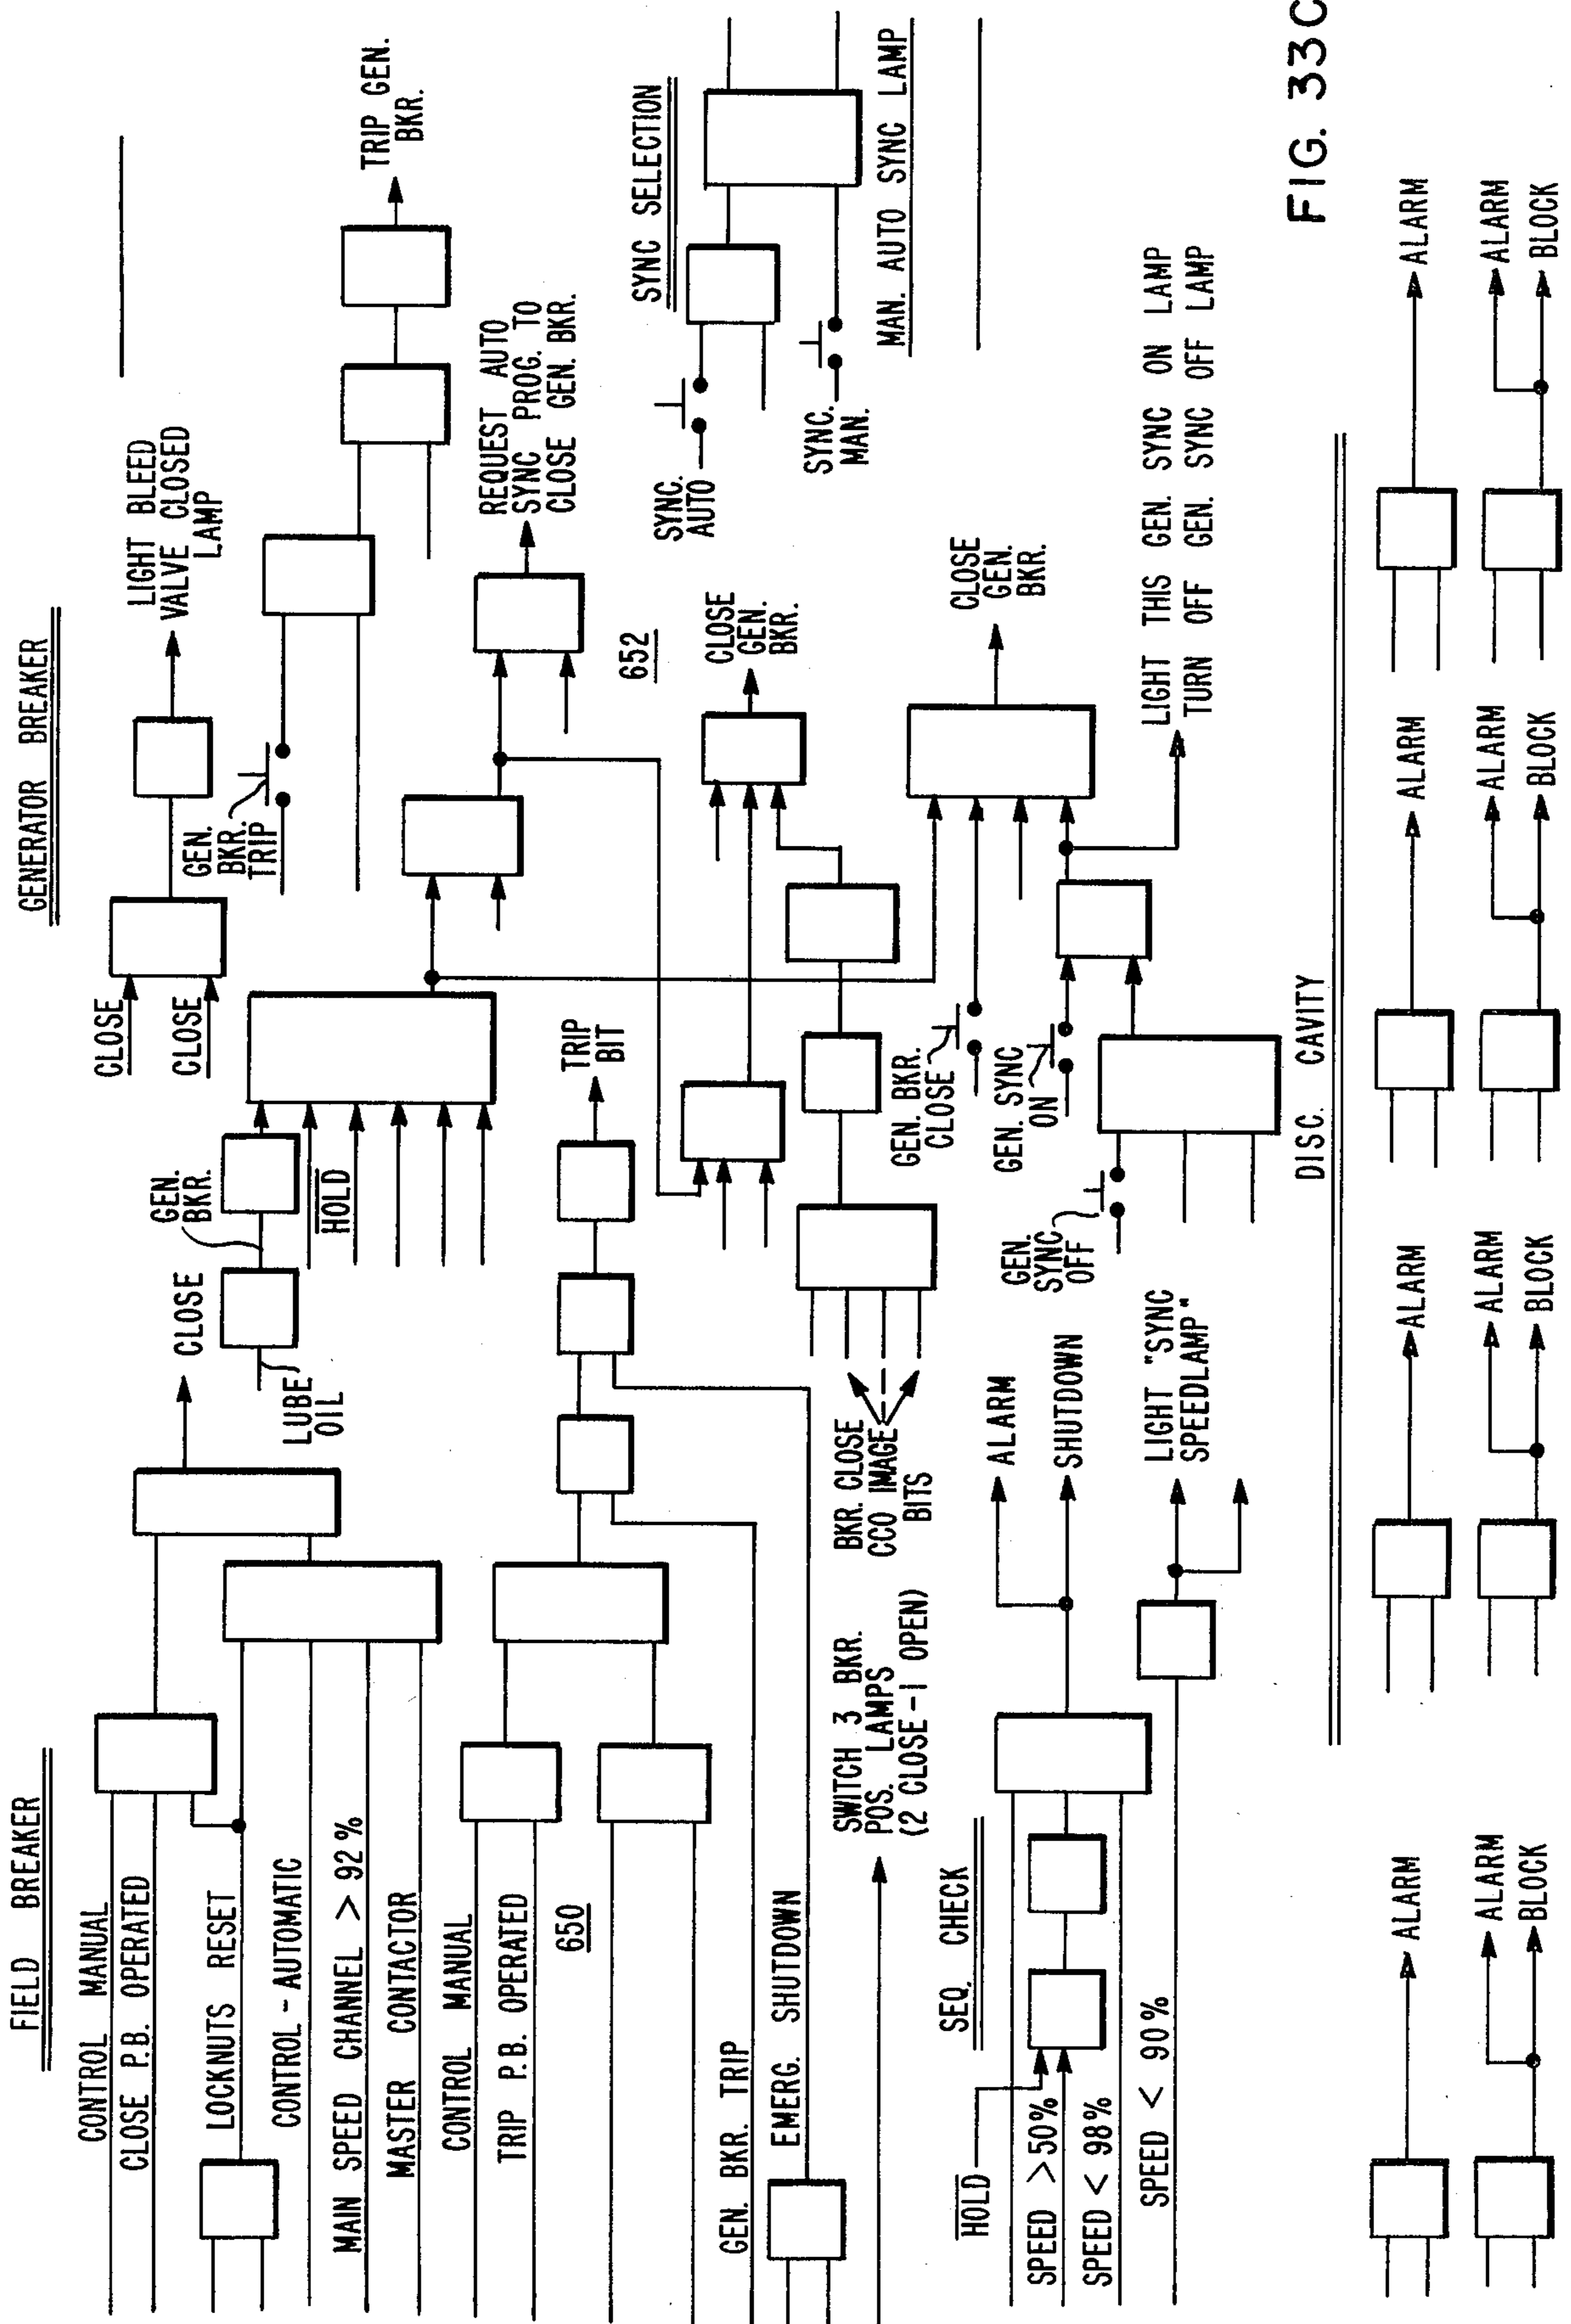 FIELD BREAKER
CONTROL MANUAL
CLOSE P.B. OPERATED
LOCKNUTS RESET
CONTROL - AUTOMATIC
MAIN SPEED CHANNEL > 92%
MASTER CONTACTOR
CLOSE
CONTROL MANUAL
TRIP P.B. OPERATED
650
GEN. BKR. TRIP
EMERG. SHUTDOWN
TRIP
BIT
SWITCH 3 BKR.
POS. LAMPS
(2 CLOSE - 1 OPEN)
BKR. CLOSE
CCO IMAGE
BITS
SEQ. CHECK
HOLD
SPEED > 50%
SPEED < 98%
SPEED < 90%
ALARM
SHUTDOWN
LIGHT "SYNC
SPEEDLAMP"
GENERATOR BREAKER
CLOSE
CLOSE
LIGHT BLEED
VALVE CLOSED
LAMP
LUBE
OIL
GEN.
BKR.
HOLD
GEN.
BKR.
TRIP
TRIP GEN.
BKR.
REQUEST AUTO
SYNC PROG. TO
CLOSE GEN. BKR.
652
CLOSE
GEN.
BKR.
GEN. BKR.
CLOSE
GEN. SYNC
ON
GEN.
SYNC
OFF
CLOSE
GEN.
BKR.
LIGHT THIS GEN. SYNC ON LAMP
TURN OFF GEN. SYNC OFF LAMP
SYNC SELECTION
SYNC.
AUTO
SYNC.
MAN.
MAN. AUTO SYNC LAMP
DISC. CAVITY
ALARM
ALARM
BLOCK
ALARM
ALARM
BLOCK
ALARM
ALARM
BLOCK
ALARM
ALARM
BLOCK
FIG. 33C